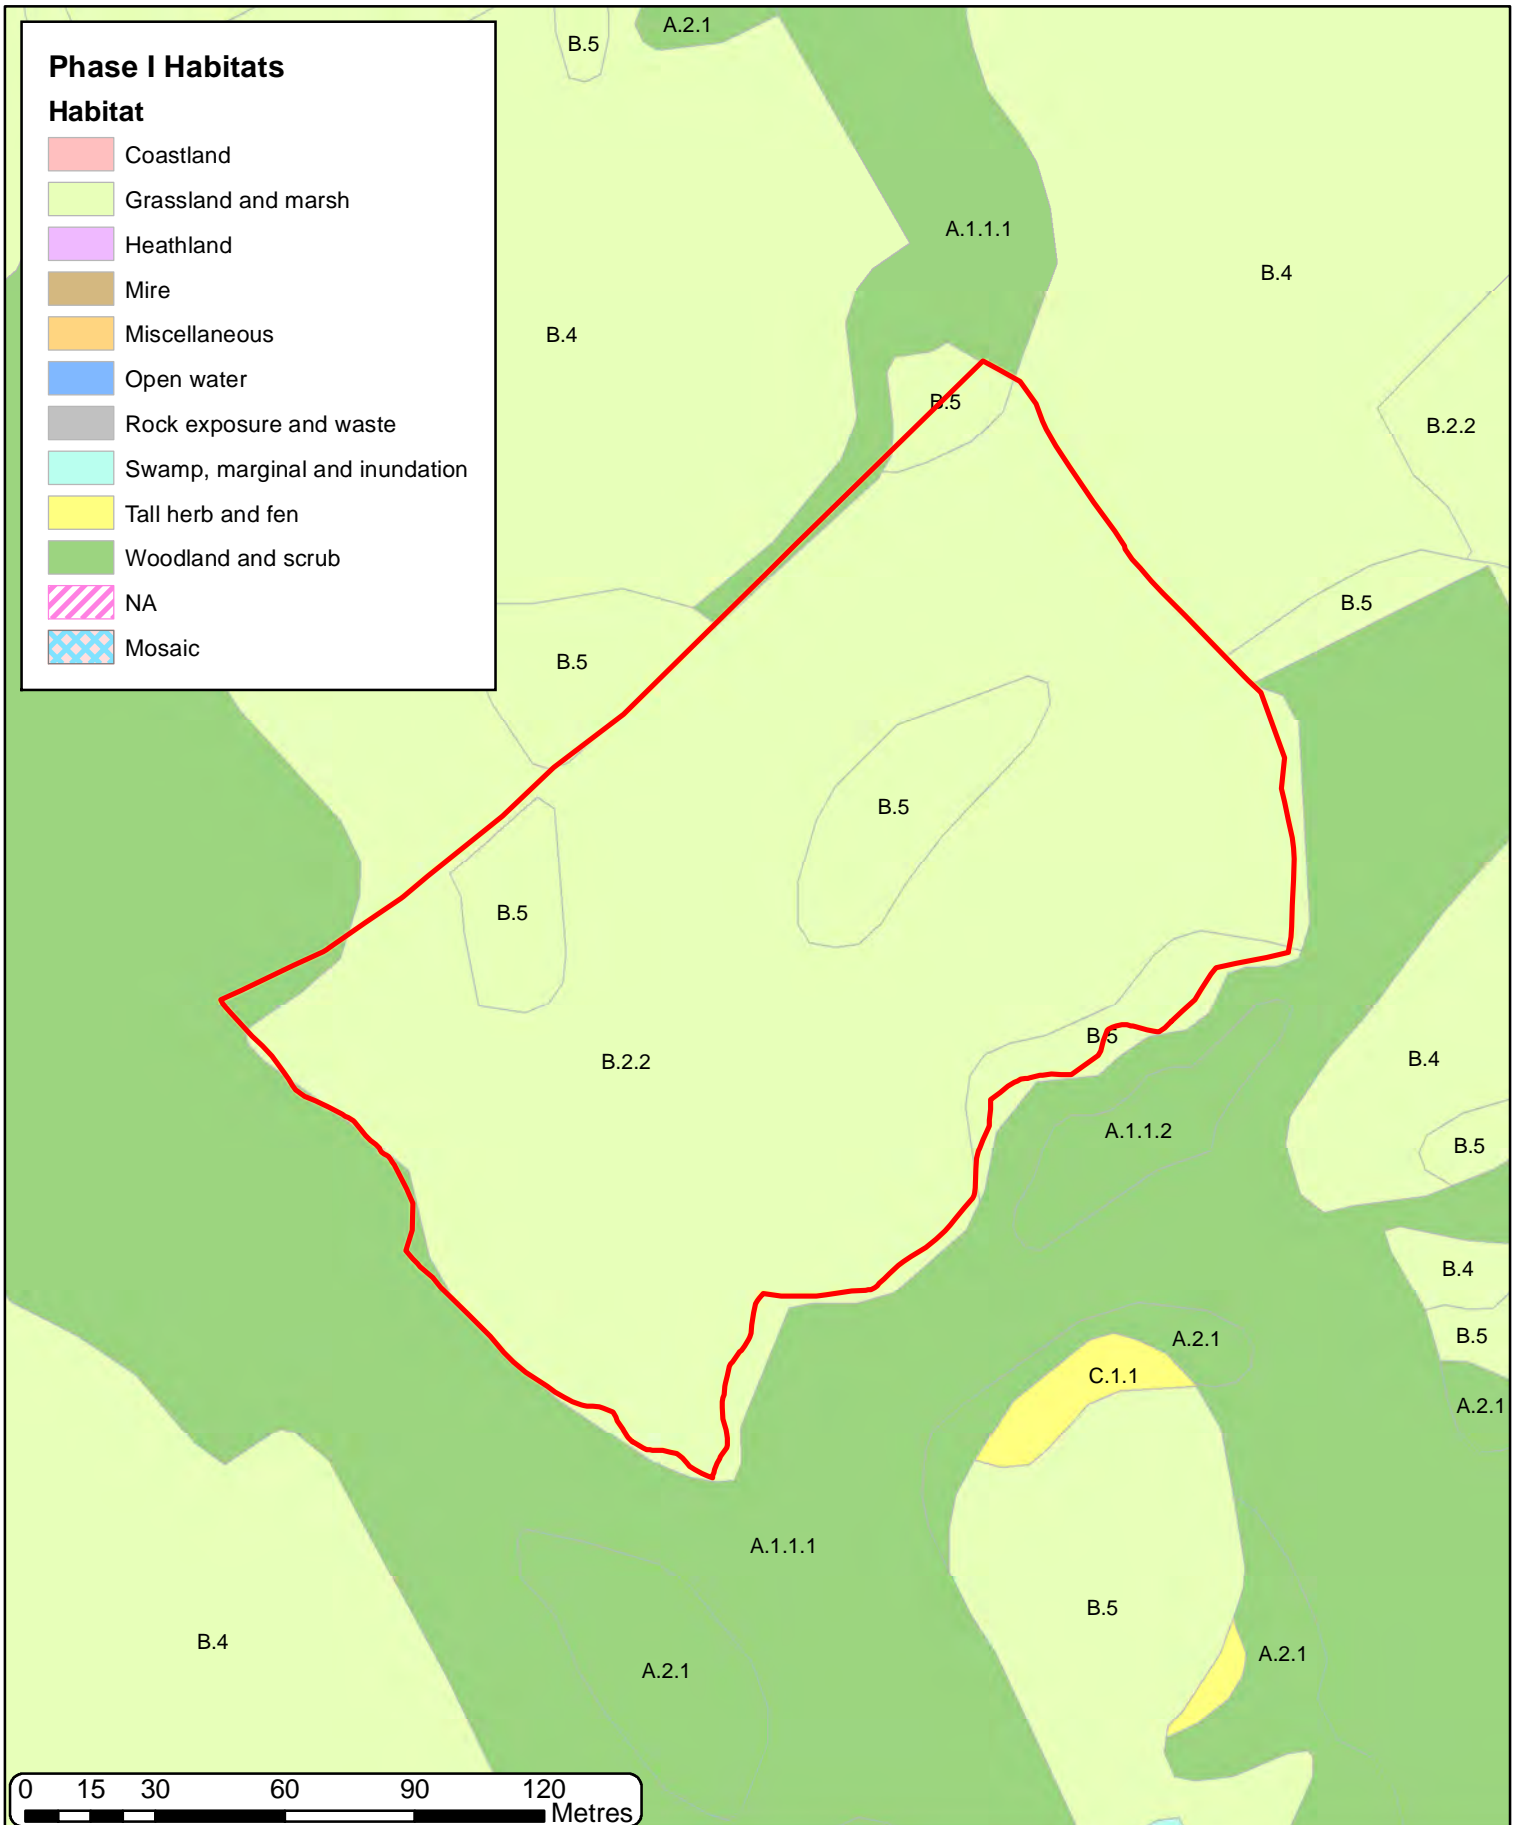 Phase I Habitats
Habitat
Coastland
Grassland and marsh
Heathland
Mire
Miscellaneous
Open water
Rock exposure and waste
Swamp, marginal and inundation
Tall herb and fen
Woodland and scrub
NA
Mosaic
A.2.1
B.5
A.1.1.1
B.4
B.4
B.5
B.2.2
B.5
B.5
B.5
B.5
B.2.2
B.5
B.4
A.1.1.2
B.5
B.4
A.2.1
B.5
C.1.1
A.2.1
A.1.1.1
B.5
B.4
A.2.1
A.2.1
0 15 30 60 90 120
Metres